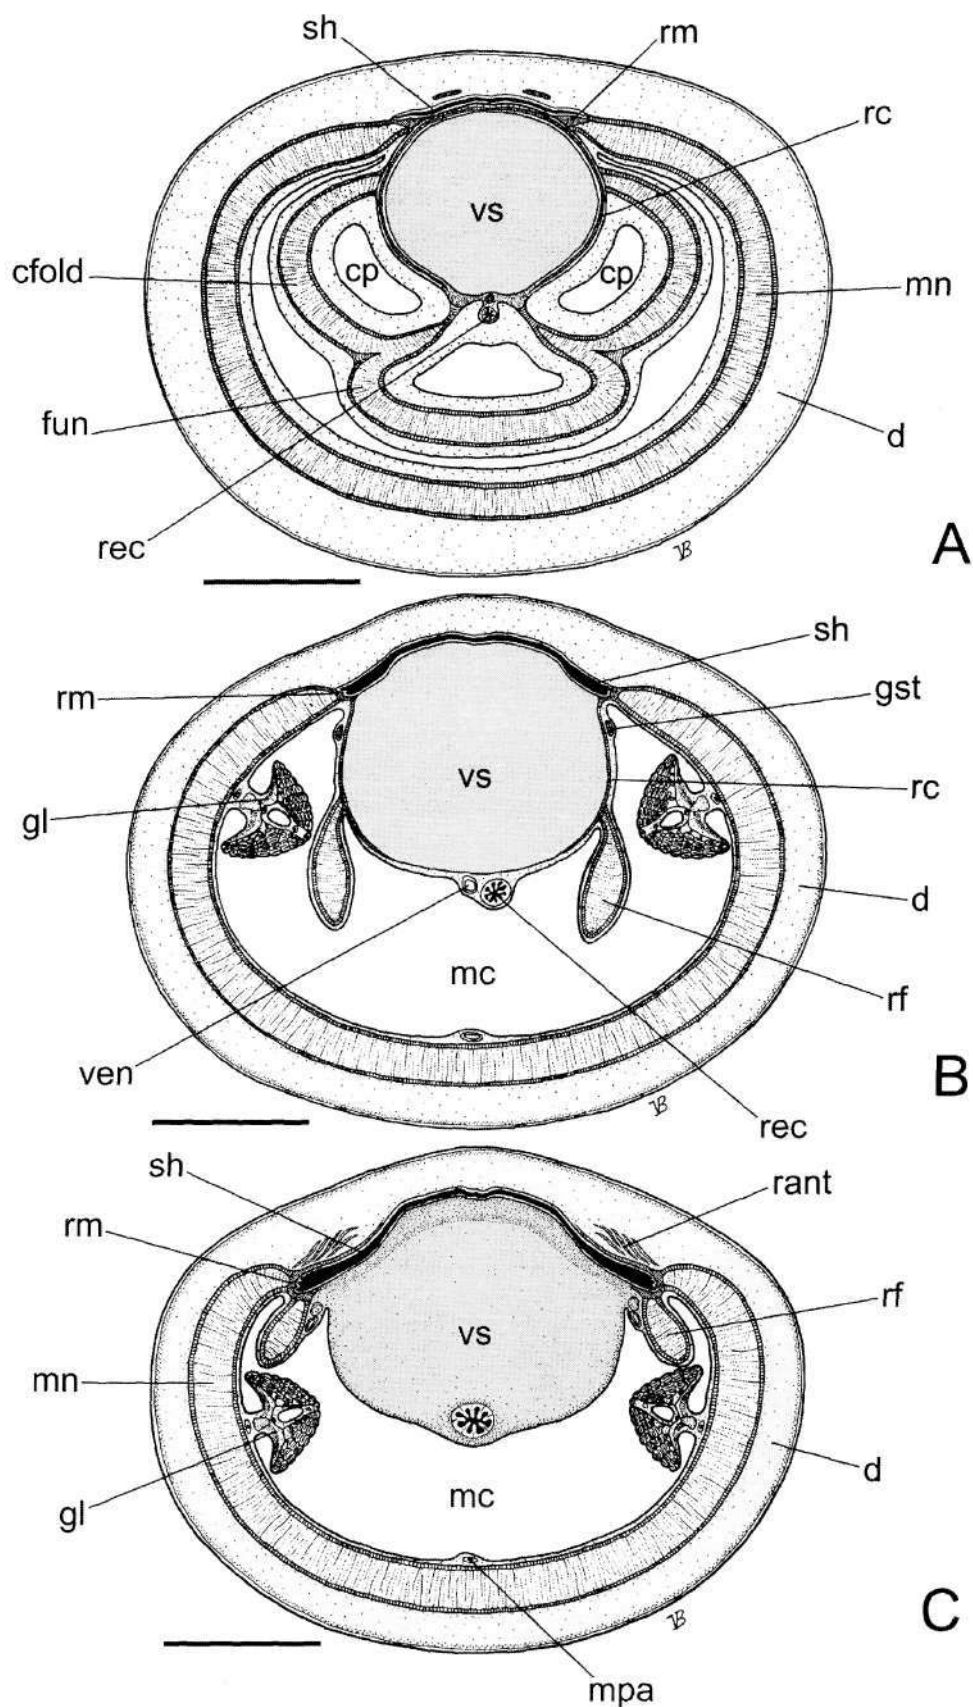 sh
rm
rc
vs
cfold
cp
cp
mn
fun
d
rec
A
sh
rm
gst
vs
rc
gl
d
mc
rf
ven
B
rec
sh
rant
rm
rf
vs
mn
d
mc
gl
C
mpa